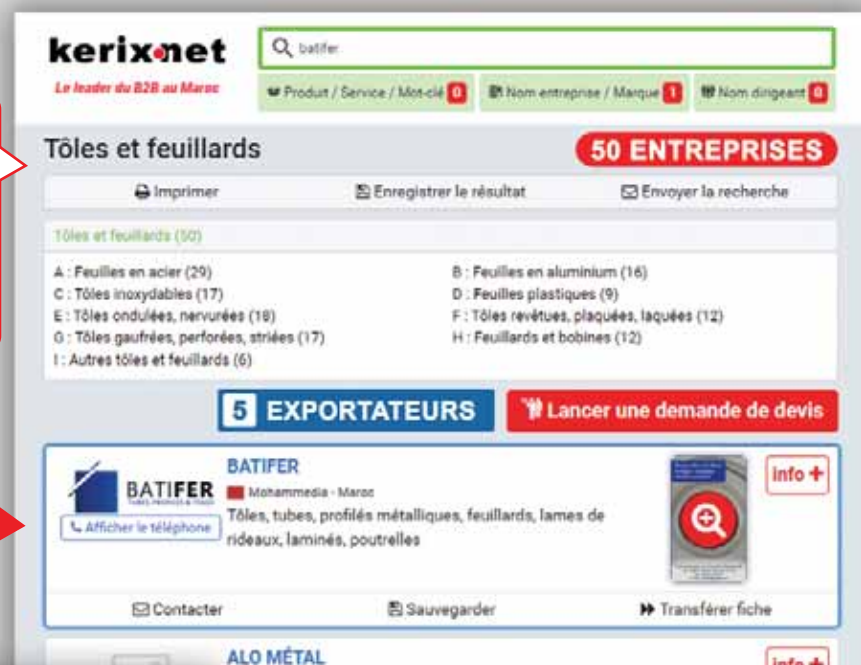 kerix.net
Le leader du B2B au Maroc
batifer
Produit / Service / Mot-clé 0
Nom entreprise / Marque 1
Nom dirigeant 0
Tôles et feuillards
50 ENTREPRISES
Imprimer
Enregistrer le résultat
Envoyer la recherche
Tôles et feuillards (50)
A : Feuilles en acier (29)
B : Feuilles en aluminium (16)
C : Tôles inoxydables (17)
D : Feuilles plastiques (9)
E : Tôles ondulées, nervurées (18)
F : Tôles revêtues, plaquées, laquées (12)
G : Tôles gaufrées, perforées, striées (17)
H : Feuillards et bobines (12)
I : Autres tôles et feuillards (6)
5 EXPORTATEURS
Lancer une demande de devis
BATIFER
TUBES, PROFILES & TOLES
Afficher le téléphone
BATIFER
Mohammedia - Maroc
Tôles, tubes, profilés métalliques, feuillards, lames de
rideaux, laminés, poutrelles
info +
Contacter
Sauvegarder
Transférer fiche
ALO MÉTAL
info +